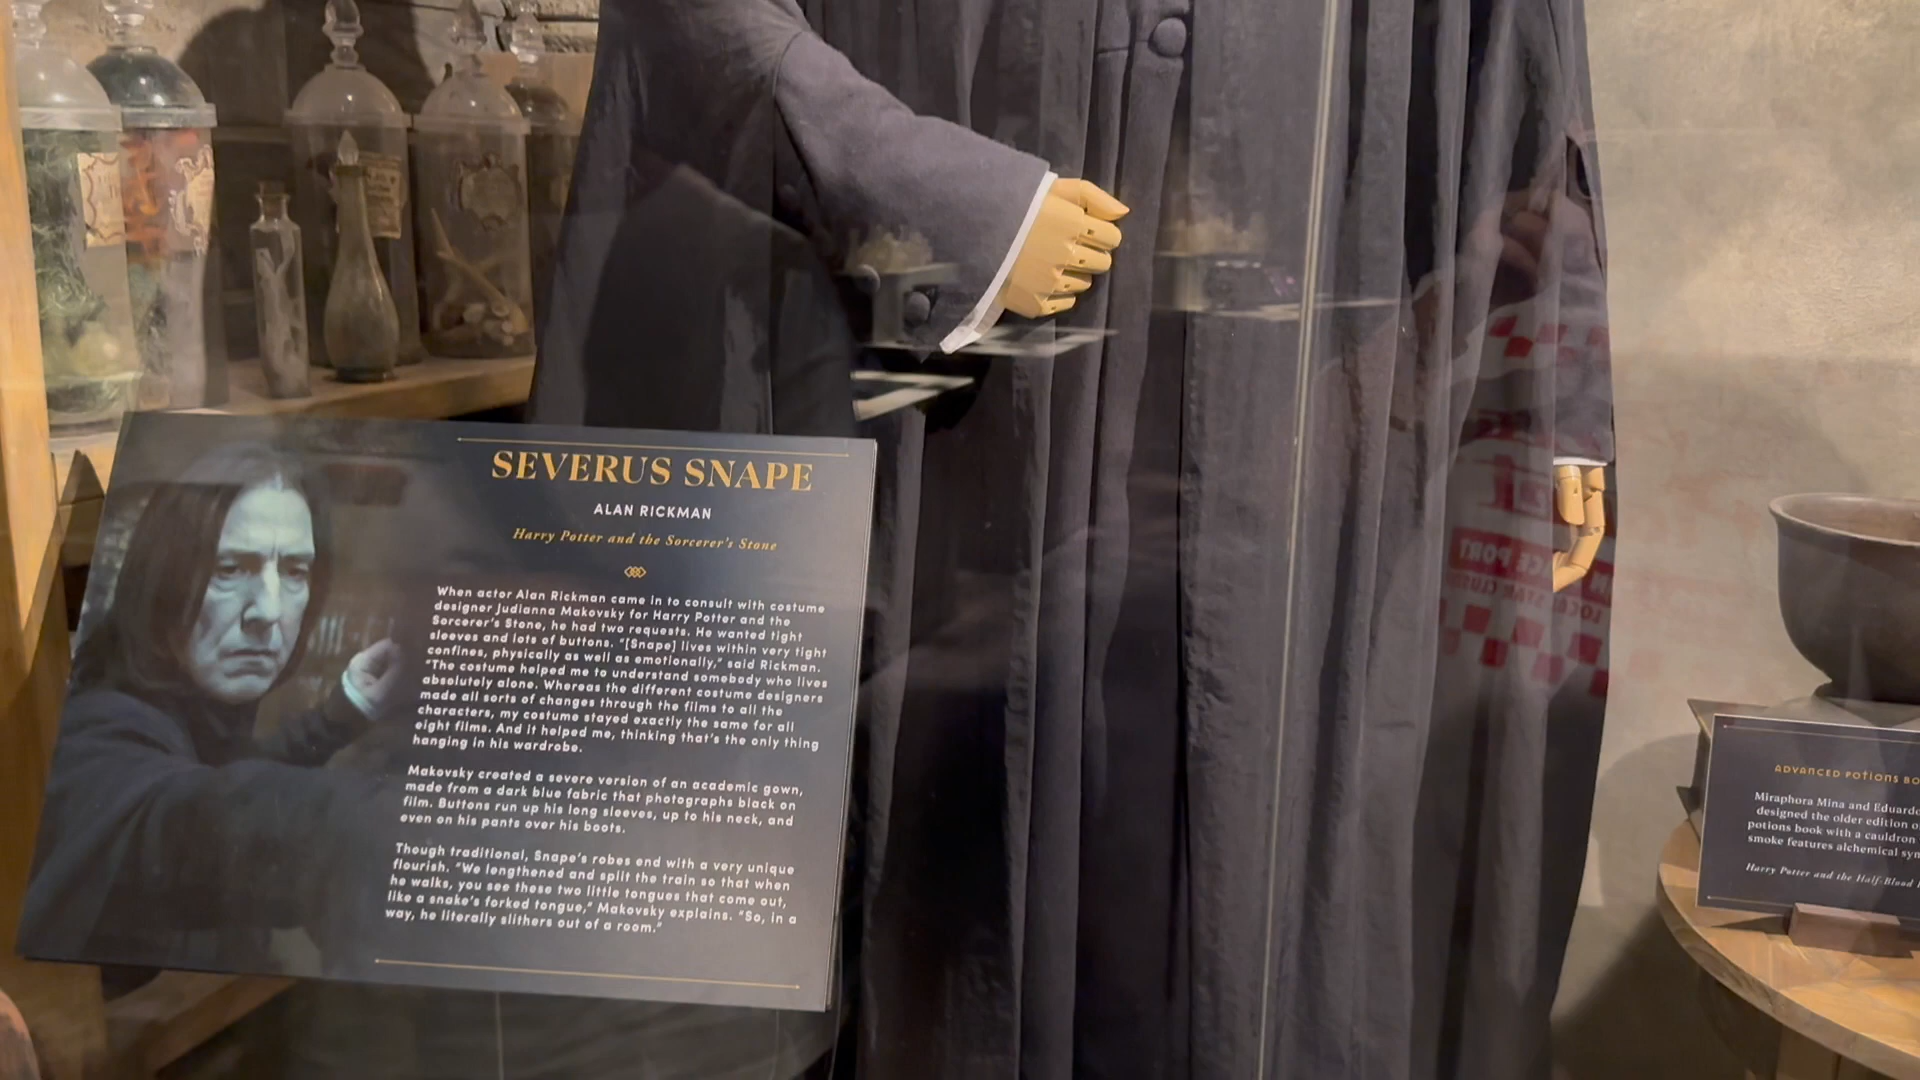 SEVERUS SNAPE
ALAN RICKMAN
Harry Potter and the Sorcerer's Stone
When actor Alan Rickman came in to consult with costume
designer Judianna Makovsky for Harry Potter and the
Sorcerer's Stone, he had two requests. He wanted tight
sleeves and lots of buttons. "[Snape] lives within very tight
confines, physically as well as emotionally," said Rickman.
"The costume helped me to understand somebody who lives
absolutely alone. Whereas the different costume designers
made all sorts of changes through the films to all the
characters, my costume stayed exactly the same for all
eight films. And it helped me, thinking that's the only thing
hanging in his wardrobe.
Makovsky created a severe version of an academic gown,
made from a dark blue fabric that photographs black on
film. Buttons run up his long sleeves, up to his neck, and
even on his pants over his boots.
Though traditional, Snape's robes end with a very unique
flourish. "We lengthened and split the train so that when
he walks, you see these two little tongues that come out,
like a snake's forked tongue," Makovsky explains. "So, in a
way, he literally slithers out of a room."
ADVANCED POTIONS BO
Miraphora Mina and Eduardo
designed the older edition o
potions book with a cauldron
smoke features alchemical sym
Harry Potter and the Half-Blood